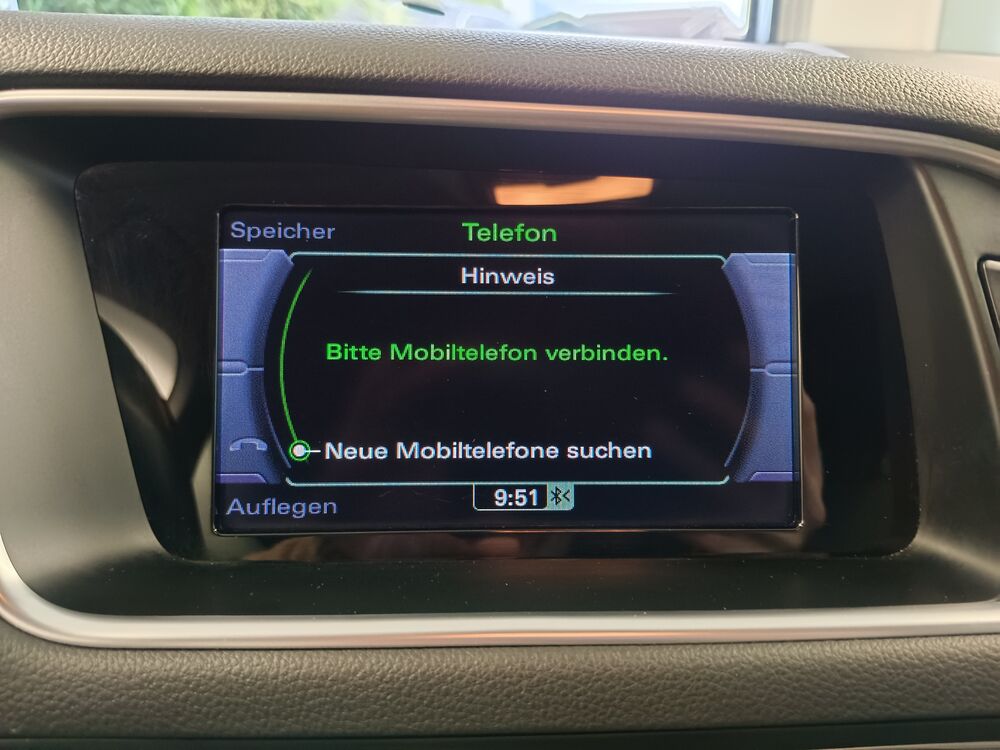 Speicher
Telefon
Hinweis
Bitte Mobiltelefon verbinden.
Neue Mobiltelefone suchen
Auflegen
9:51